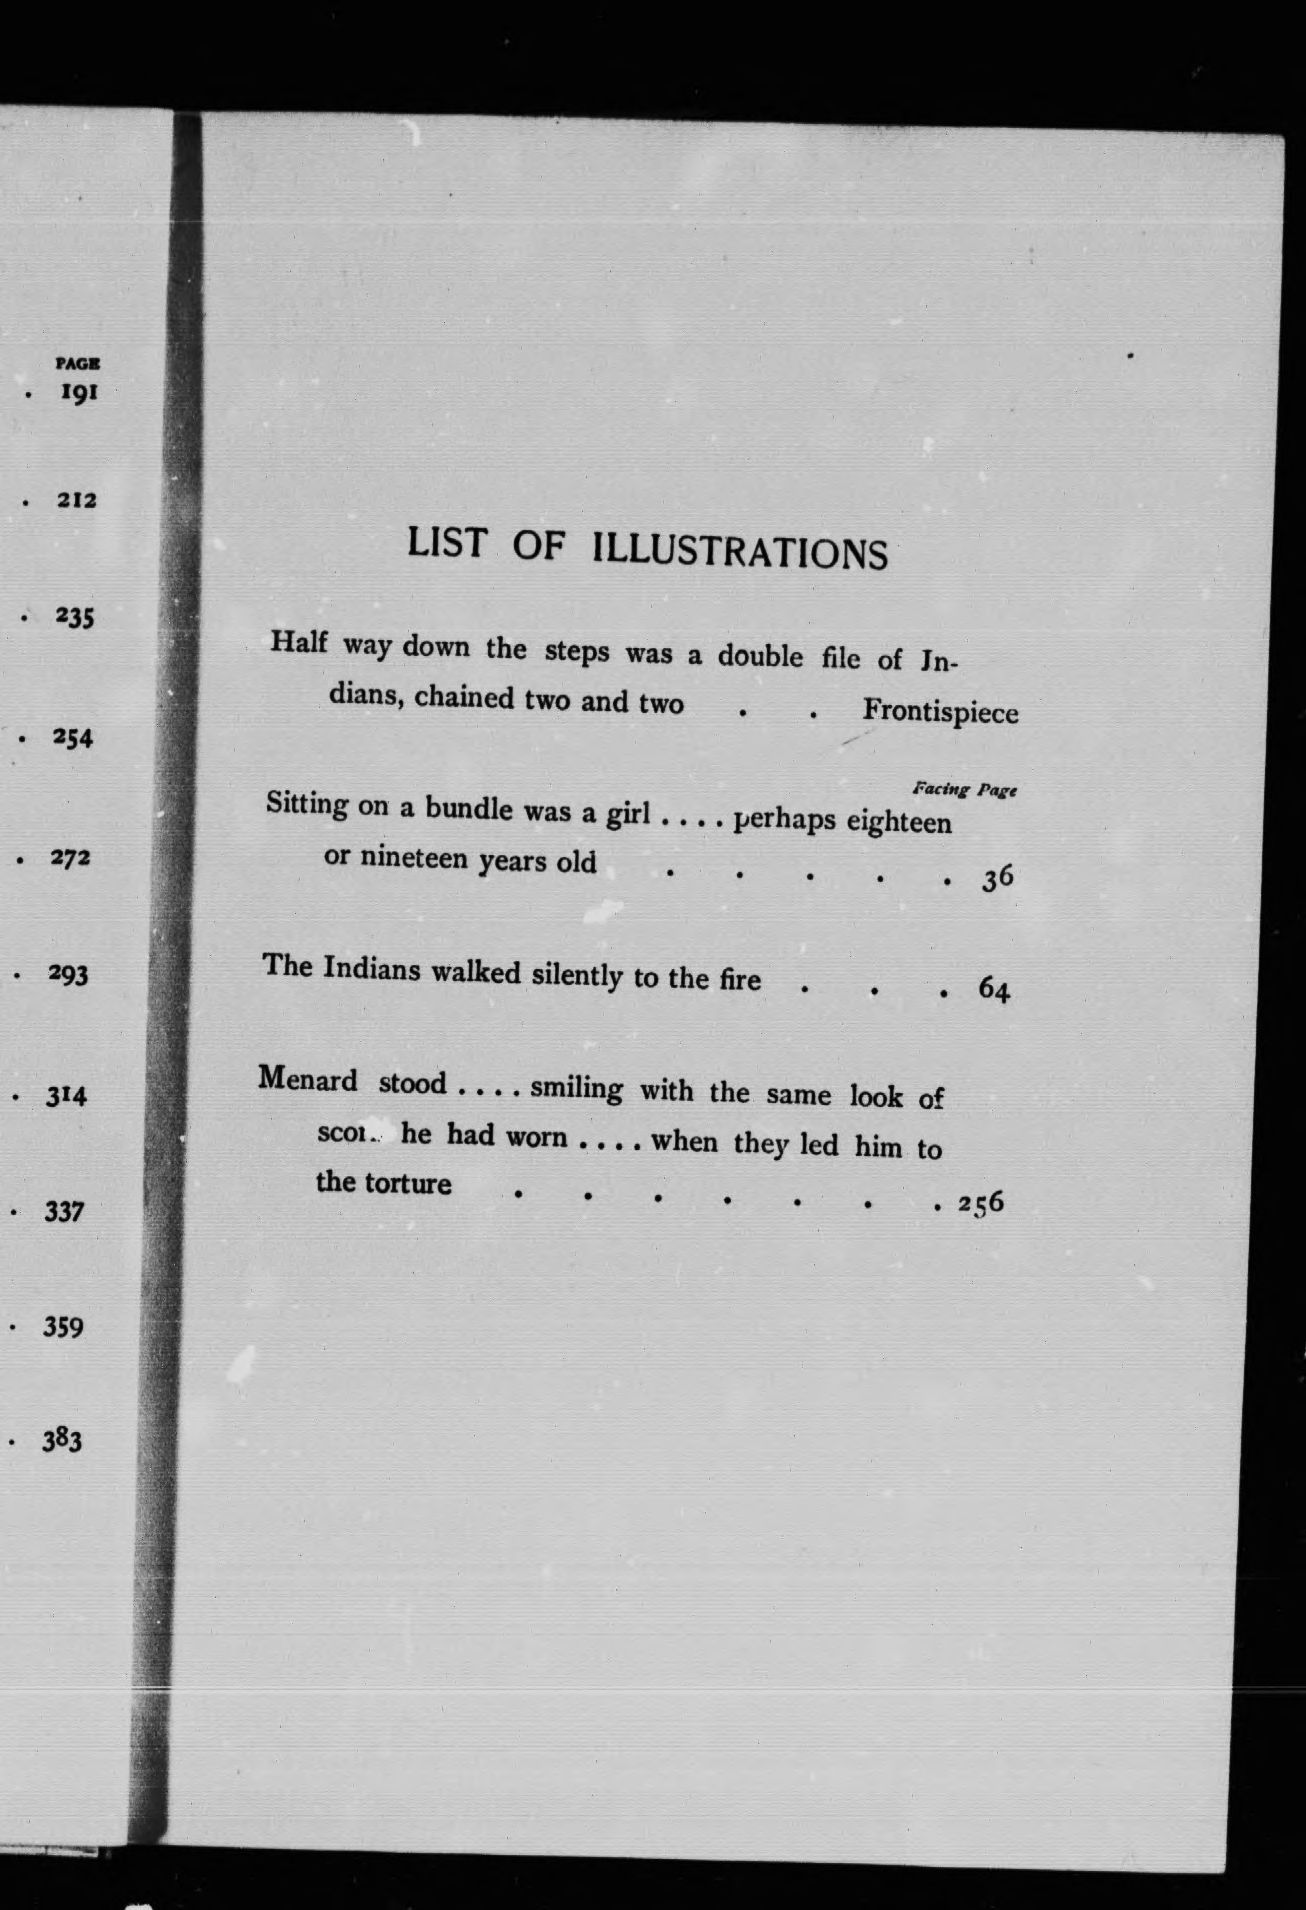 PAGE
. 191
. 212
. 235
. 254
. 272
. 293
. 314
. 337
. 359
. 383
LIST OF ILLUSTRATIONS
Half way down the steps was a double file of In-
dians, chained two and two . . Frontispiece
Facing Page
Sitting on a bundle was a girl .... perhaps eighteen
or nineteen years old . . . . . 36
The Indians walked silently to the fire . . . 64
Menard stood .... smiling with the same look of
he had worn .... when they led him to
the torture . . . . . . . 256